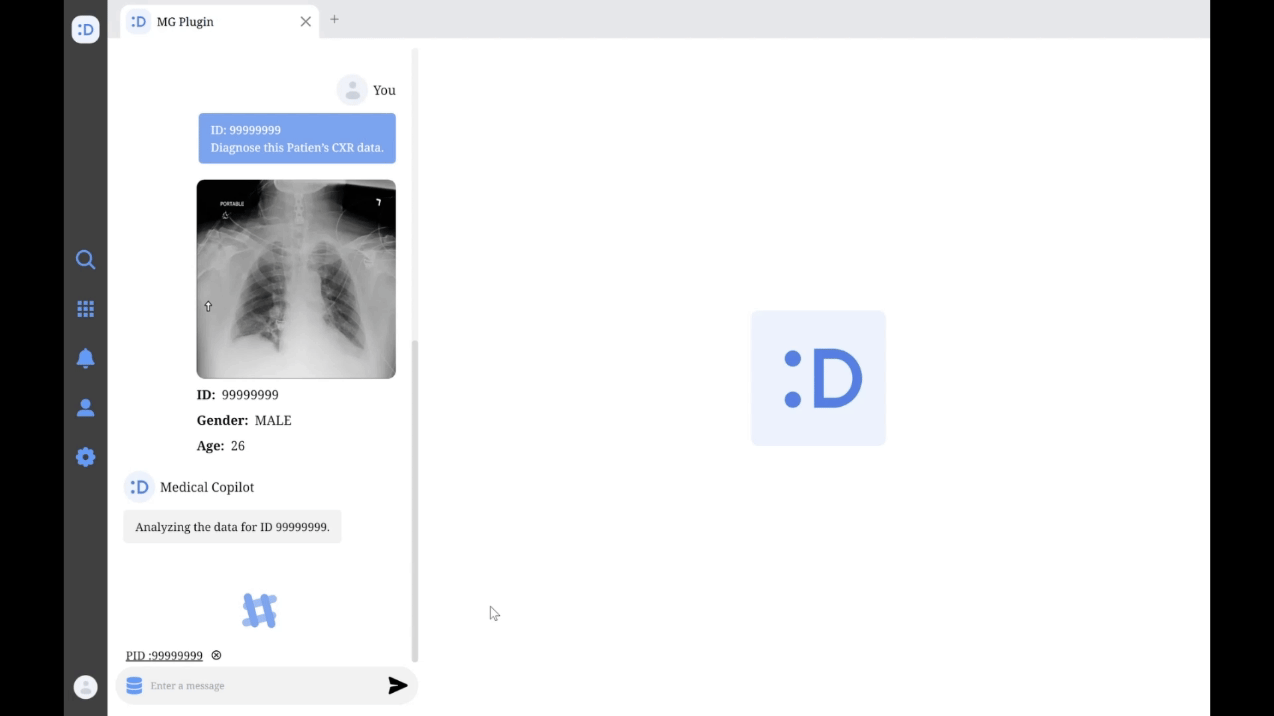 :D
:D MG Plugin
You
ID: 99999999
Diagnose this Patien's CXR data.
PORTABLE
ID: 99999999
Gender: MALE
Age: 26
:D Medical Copilot
Analyzing the data for ID 99999999.
PID :99999999
Enter a message
:D